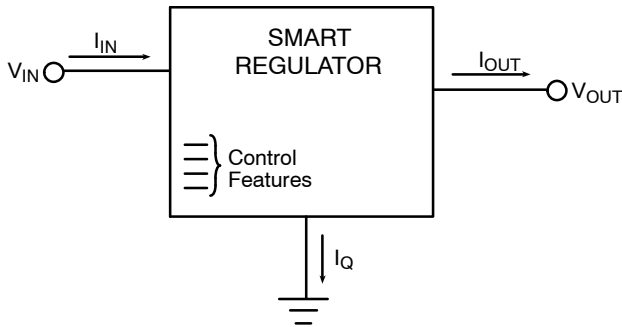 SMART
REGULATOR
I_IN
V_IN
I_OUT
V_OUT
Control
Features
I_Q